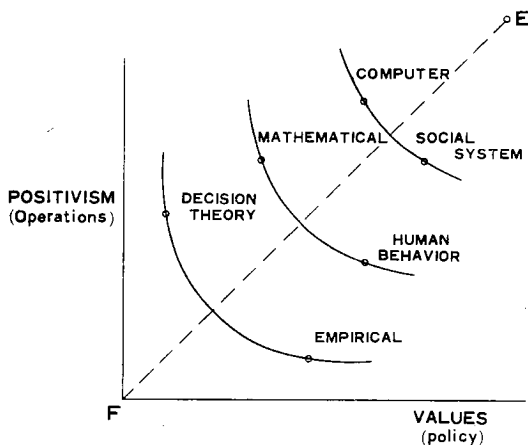 E
COMPUTER
MATHEMATICAL
SOCIAL
SYSTEM
POSITIVISM
(Operations)
DECISION
THEORY
HUMAN
BEHAVIOR
EMPIRICAL
F
VALUES
(policy)